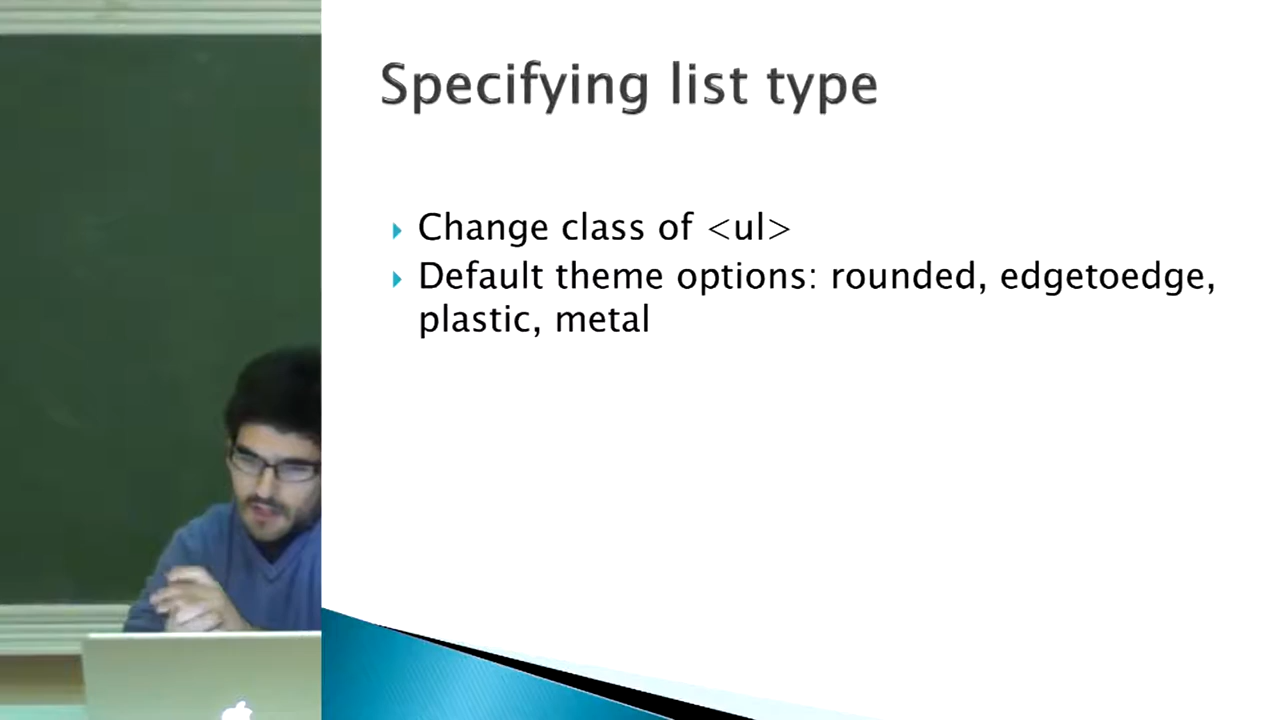 Specifying list type
Change class of <ul>
Default theme options: rounded, edgetoedge,
plastic, metal